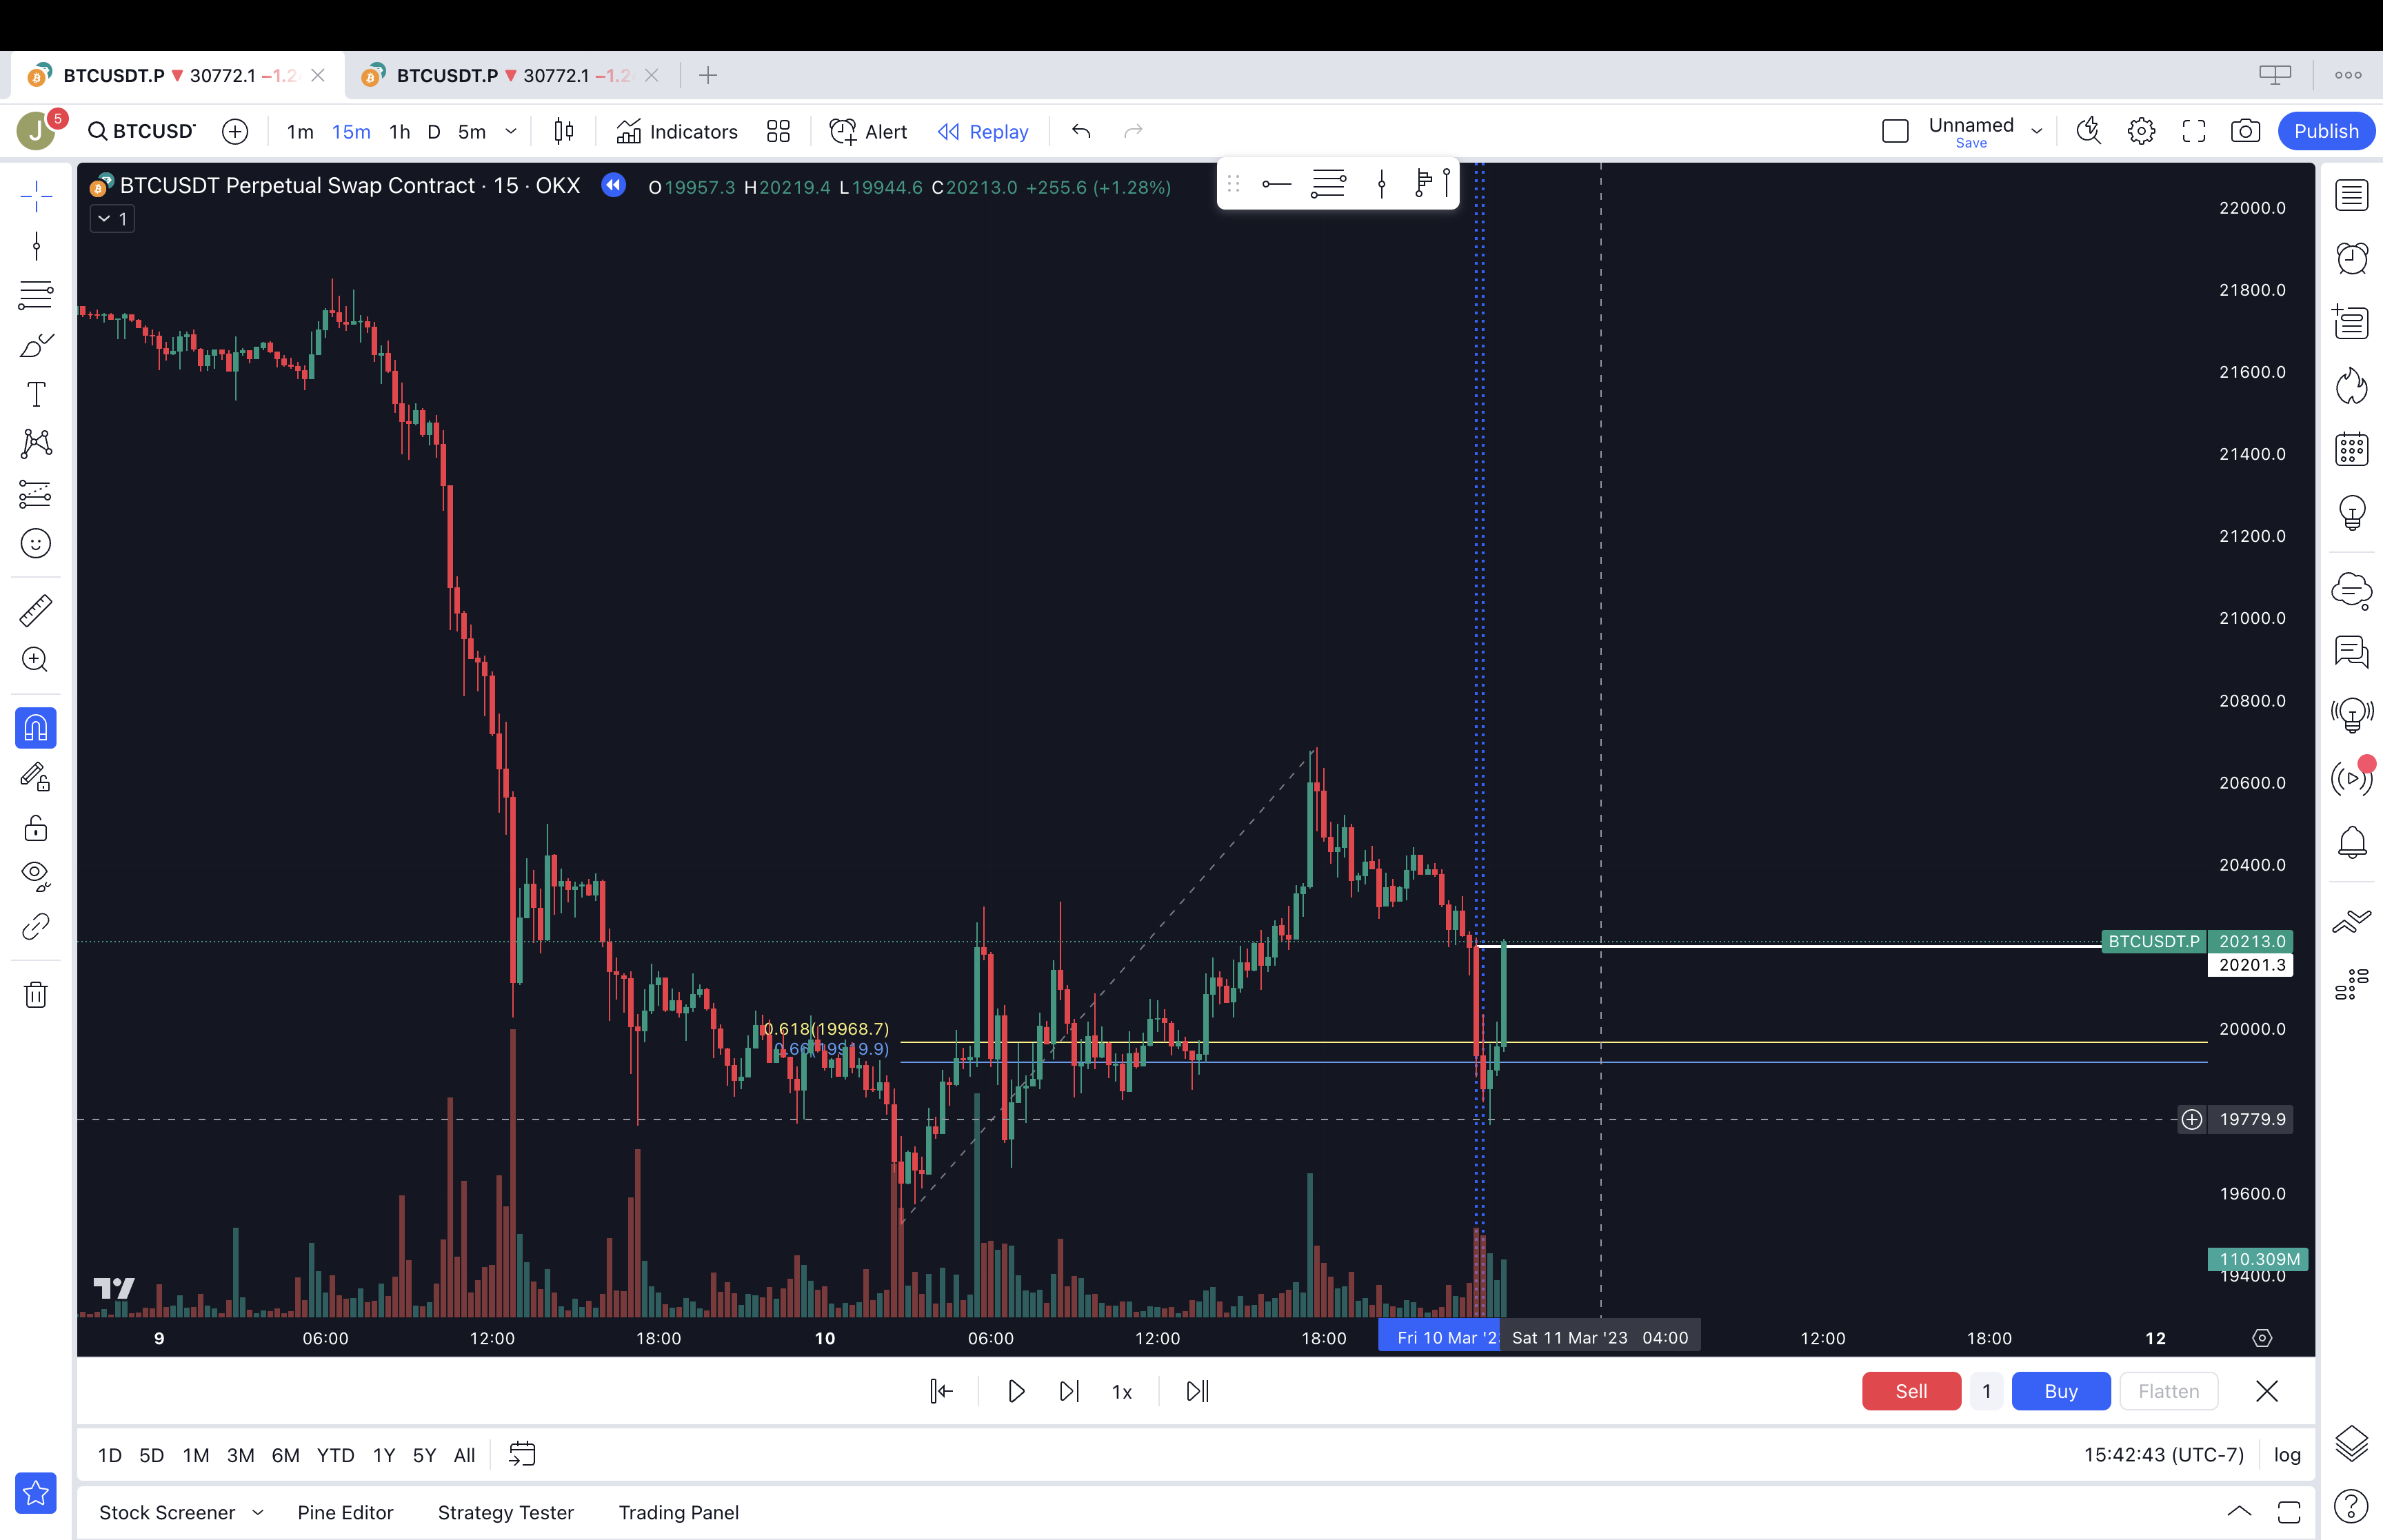 BTCUSDT.P 30772.1 −1.2
BTCUSDT.P 30772.1 −1.2
J 5 BTCUSD 1m 15m 1h D 5m Indicators Alert Replay Unnamed Save Publish
BTCUSDT Perpetual Swap Contract · 15 · OKX O19957.3 H20219.4 L19944.6 C20213.0 +255.6 (+1.28%)
1
22000.0
21800.0
21600.0
21400.0
21200.0
21000.0
20800.0
20600.0
20400.0
BTCUSDT.P 20213.0
20201.3
0.618(19968.7) 20000.0
19779.9
19600.0
110.309M
19400.0
9 06:00 12:00 18:00 10 06:00 12:00 18:00 Fri 10 Mar '2 Sat 11 Mar '23 04:00 12:00 18:00 12
1x Sell 1 Buy Flatten
1D 5D 1M 3M 6M YTD 1Y 5Y All 15:42:43 (UTC-7) log
Stock Screener Pine Editor Strategy Tester Trading Panel